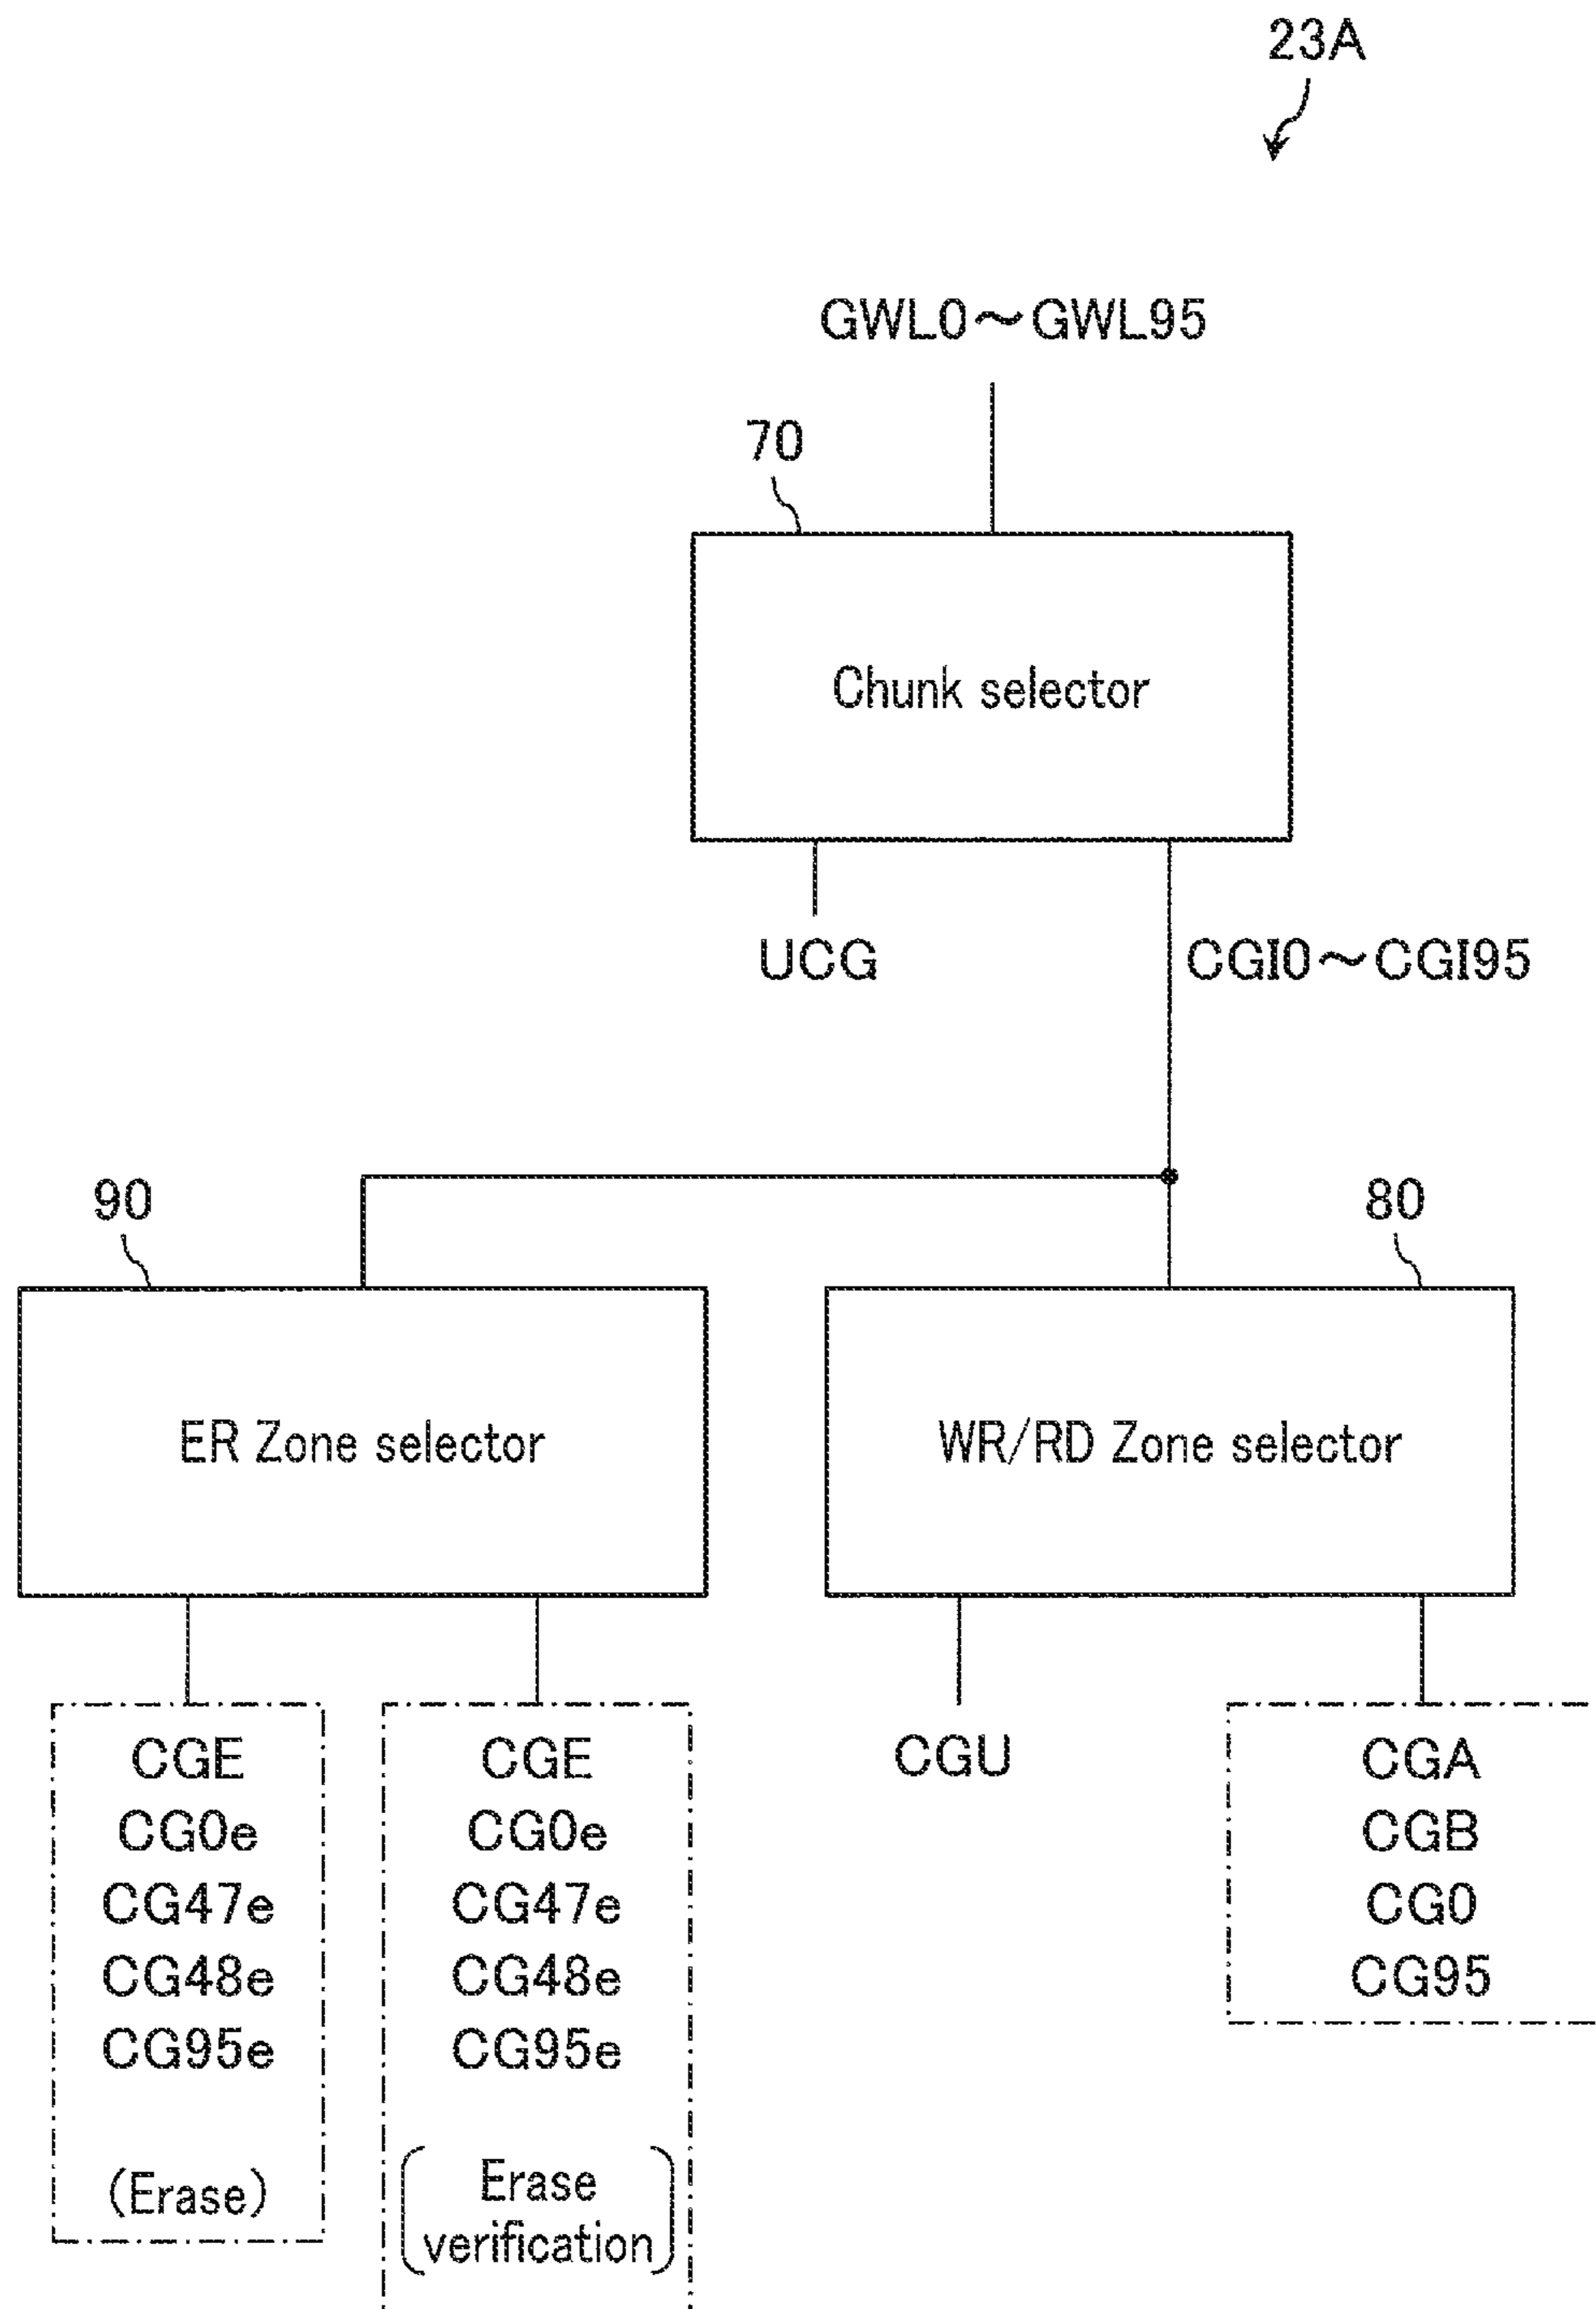 23A
GWL0～GWL95
70
Chunk selector
UCG
CGI0～CGI95
90
80
ER Zone selector
WR/RD Zone selector
CGE
CG0e
CG47e
CG48e
CG95e
(Erase)
CGE
CG0e
CG47e
CG48e
CG95e
(Erase
verification)
CGU
CGA
CGB
CG0
CG95